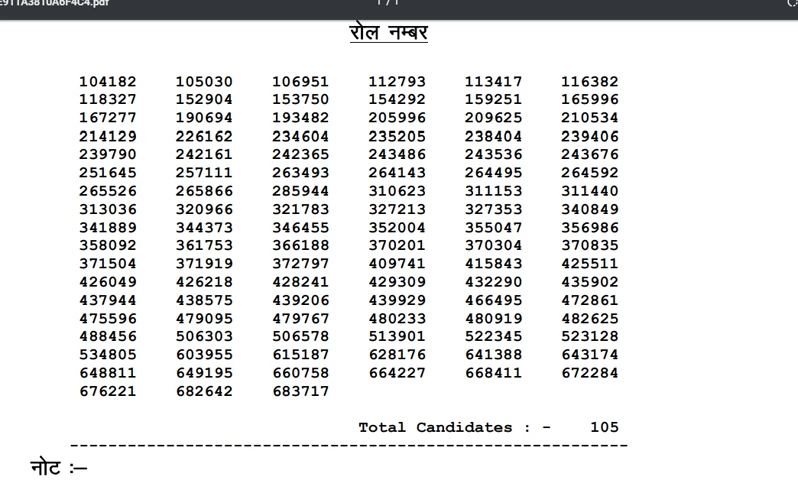 E911A3810A6F4C4.pdf 1 / 1
रोल नम्बर
104182 105030 106951 112793 113417 116382
118327 152904 153750 154292 159251 165996
167277 190694 193482 205996 209625 210534
214129 226162 234604 235205 238404 239406
239790 242161 242365 243486 243536 243676
251645 257111 263493 264143 264495 264592
265526 265866 285944 310623 311153 311440
313036 320966 321783 327213 327353 340849
341889 344373 346455 352004 355047 356986
358092 361753 366188 370201 370304 370835
371504 371919 372797 409741 415843 425511
426049 426218 428241 429309 432290 435902
437944 438575 439206 439929 466495 472861
475596 479095 479767 480233 480919 482625
488456 506303 506578 513901 522345 523128
534805 603955 615187 628176 641388 643174
648811 649195 660758 664227 668411 672284
676221 682642 683717
Total Candidates : - 105
नोट :–